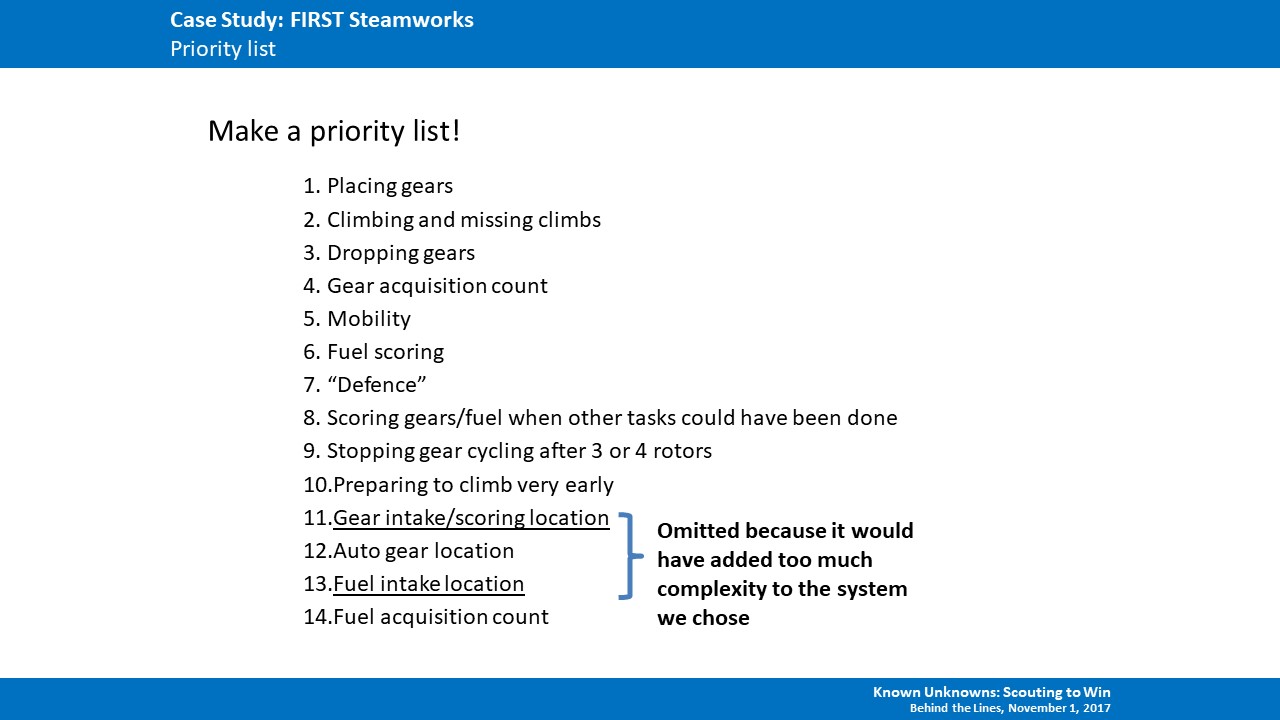 Case Study: FIRST Steamworks
Priority list
Make a priority list!
1. Placing gears
2. Climbing and missing climbs
3. Dropping gears
4. Gear acquisition count
5. Mobility
6. Fuel scoring
7. “Defence”
8. Scoring gears/fuel when other tasks could have been done
9. Stopping gear cycling after 3 or 4 rotors
10.Preparing to climb very early
11.Gear intake/scoring location
12.Auto gear location
13.Fuel intake location
14.Fuel acquisition count
Omitted because it would
have added too much
complexity to the system
we chose
Known Unknowns: Scouting to Win
Behind the Lines, November 1, 2017